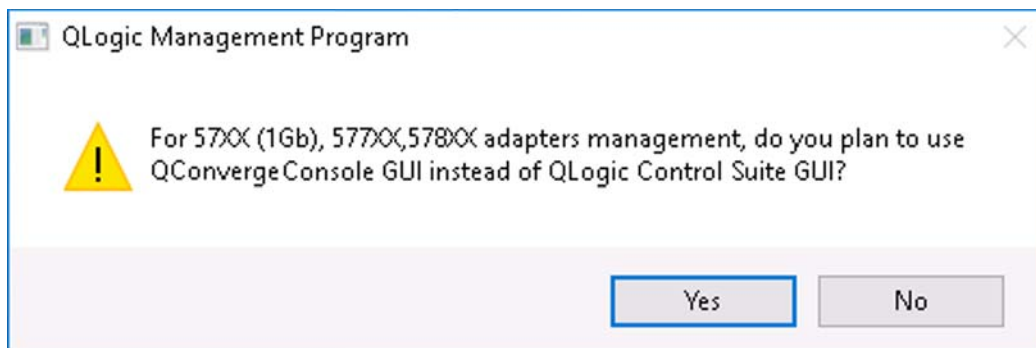 QLogic Management Program
For 57XX (1Gb), 577XX,578XX adapters management, do you plan to use
QConvergeConsole GUI instead of QLogic Control Suite GUI?
Yes
No